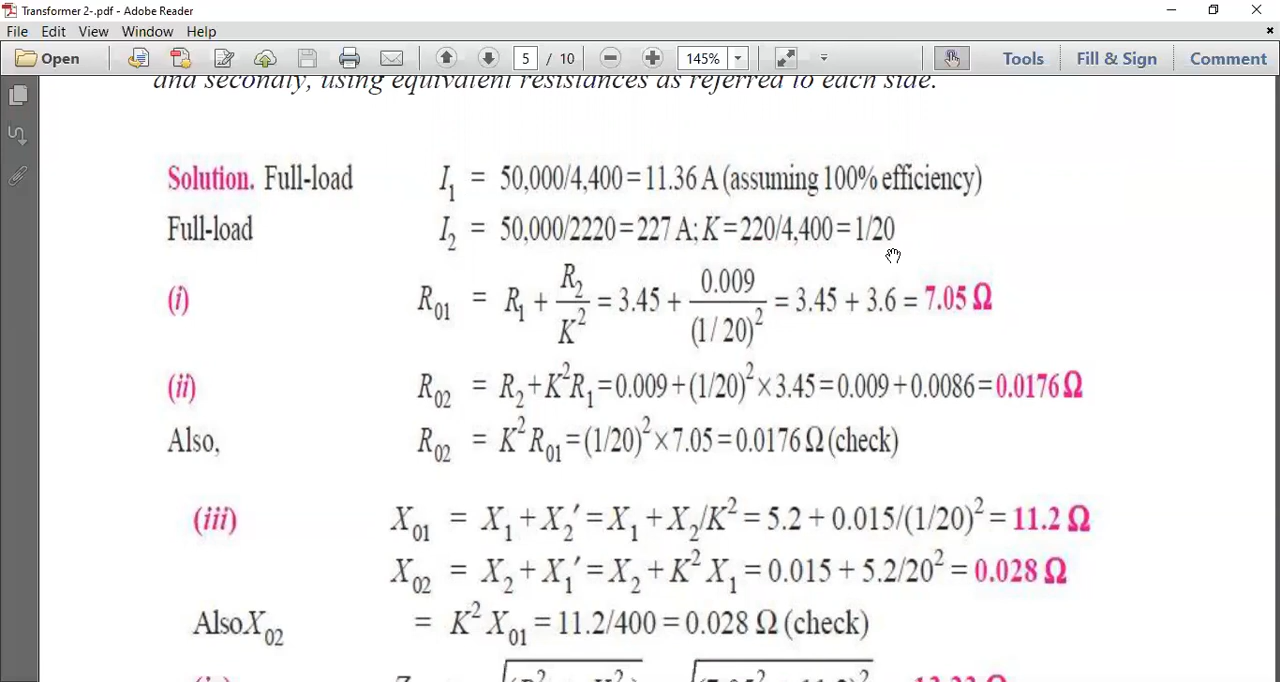 Transformer 2-.pdf - Adobe Reader
File Edit View Window Help
Open 5 / 10 145% Tools Fill & Sign Comment
and secondly, using equivalent resistances as referred to each side.
Solution. Full-load I₁ = 50,000/4,400 = 11.36 A (assuming 100% efficiency)
Full-load I₂ = 50,000/2220 = 227 A; K = 220/4,400 = 1/20
(i) R₀₁ = R₁ + R₂/K² = 3.45 + 0.009/(1/20)² = 3.45 + 3.6 = 7.05 Ω
(ii) R₀₂ = R₂ + K²R₁ = 0.009 + (1/20)² × 3.45 = 0.009 + 0.0086 = 0.0176 Ω
Also, R₀₂ = K² R₀₁ = (1/20)² × 7.05 = 0.0176 Ω (check)
(iii) X₀₁ = X₁ + X₂′ = X₁ + X₂/K² = 5.2 + 0.015/(1/20)² = 11.2 Ω
X₀₂ = X₂ + X₁′ = X₂ + K² X₁ = 0.015 + 5.2/20² = 0.028 Ω
Also X₀₂ = K² X₀₁ = 11.2/400 = 0.028 Ω (check)